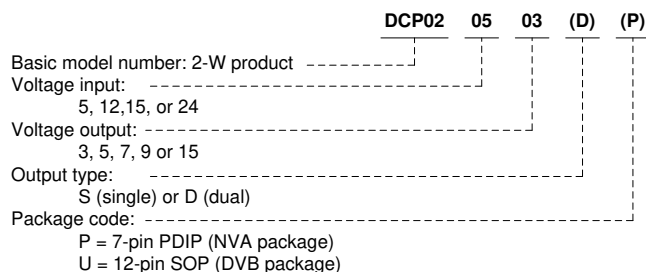 DCP02 05 03 (D) (P)
Basic model number: 2-W product
Voltage input:
5, 12,15, or 24
Voltage output:
3, 5, 7, 9 or 15
Output type:
S (single) or D (dual)
Package code:
P = 7-pin PDIP (NVA package)
U = 12-pin SOP (DVB package)